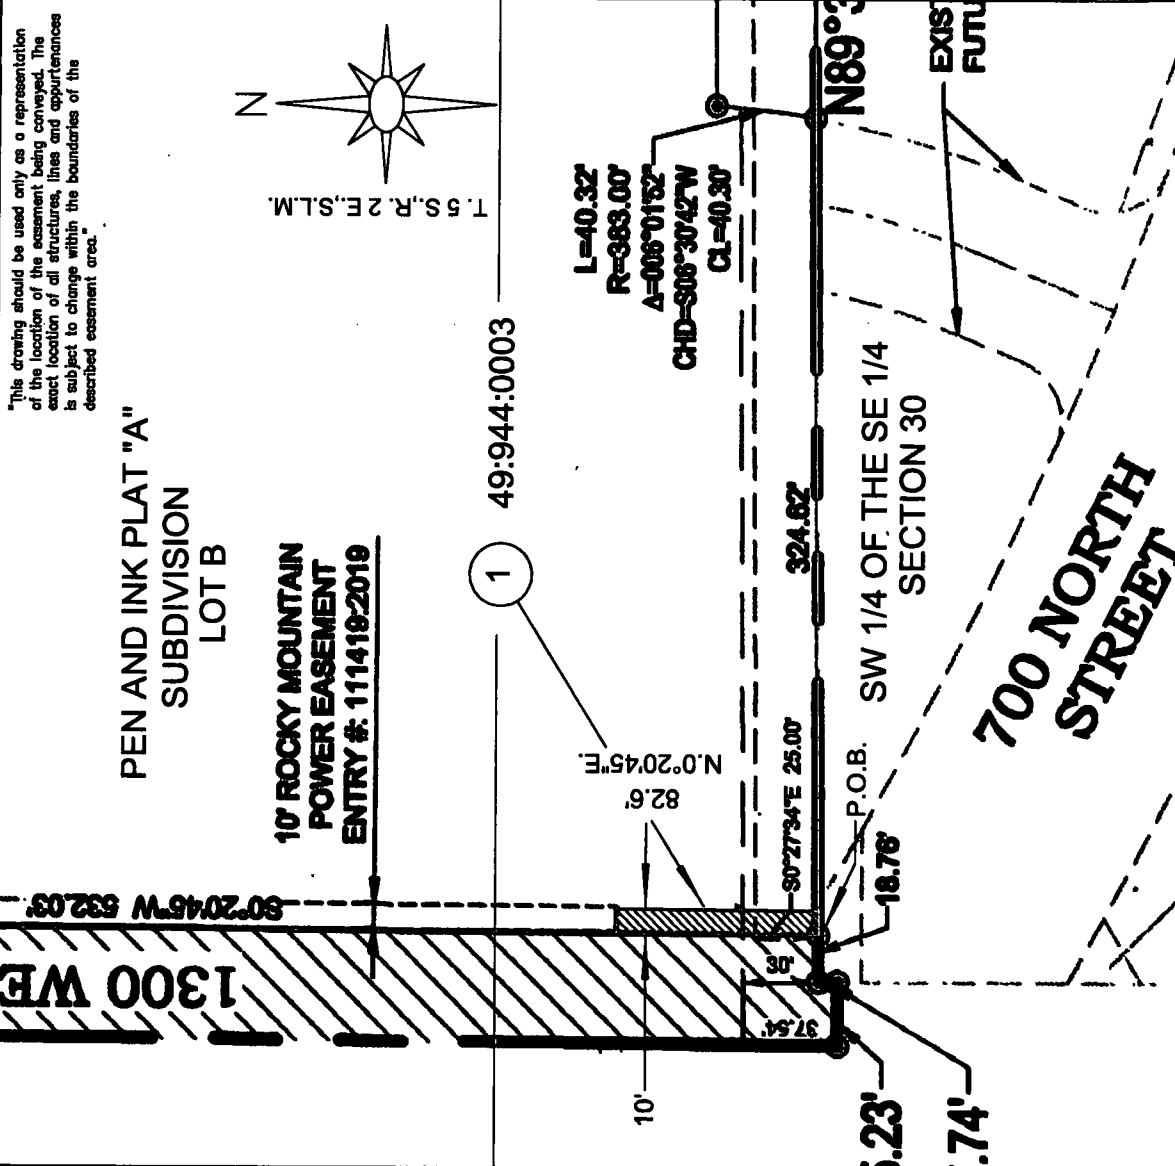 "This drawing should be used only as a representation
of the location of the easement being conveyed. The
exact location of all structures, lines and appurtenances
is subject to change within the boundaries of the
described easement area."
PEN AND INK PLAT "A"
SUBDIVISION
LOT B
N
T. 5 S., R. 2 E., S.L.M.
10' ROCKY MOUNTAIN
POWER EASEMENT
ENTRY #: 111419:2019
49:944:0003
1
L=40.32'
R=383.00'
Δ=006°01'52"
CHD=S06°30'42"W
CL=40.30'
N89°3
EXIS
FUTU
N.0°20'45"E.
82.6'
S0°27'34"E 25.00'
324.62'
SW 1/4 OF THE SE 1/4
SECTION 30
700 NORTH
STREET
P.O.B.
18.76'
S0°20'45"W 532.03'
1300 WE
30.'
37.54'
10'
5.23'
.74'